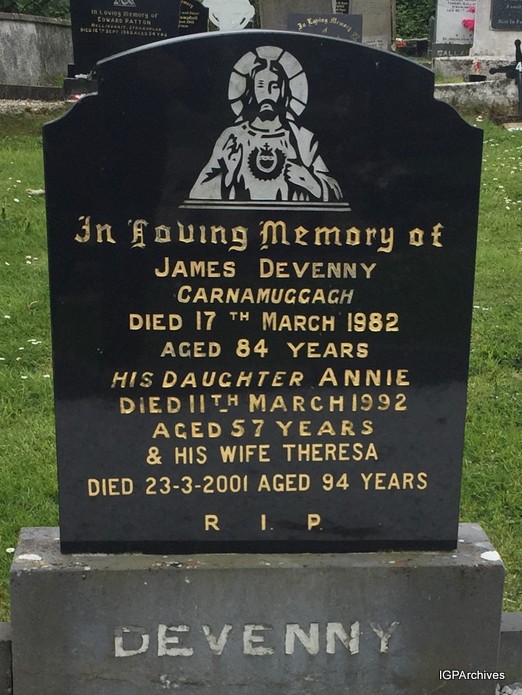 In Loving Memory of
EDWARD PATTON
In Loving Memory of
In Loving Memory of
JAMES DEVENNY
CARNAMUGGAGH
DIED 17TH MARCH 1982
AGED 84 YEARS
HIS DAUGHTER ANNIE
DIED 11TH MARCH 1992
AGED 57 YEARS
& HIS WIFE THERESA
DIED 23-3-2001 AGED 94 YEARS
R I P
DEVENNY
IGPArchives